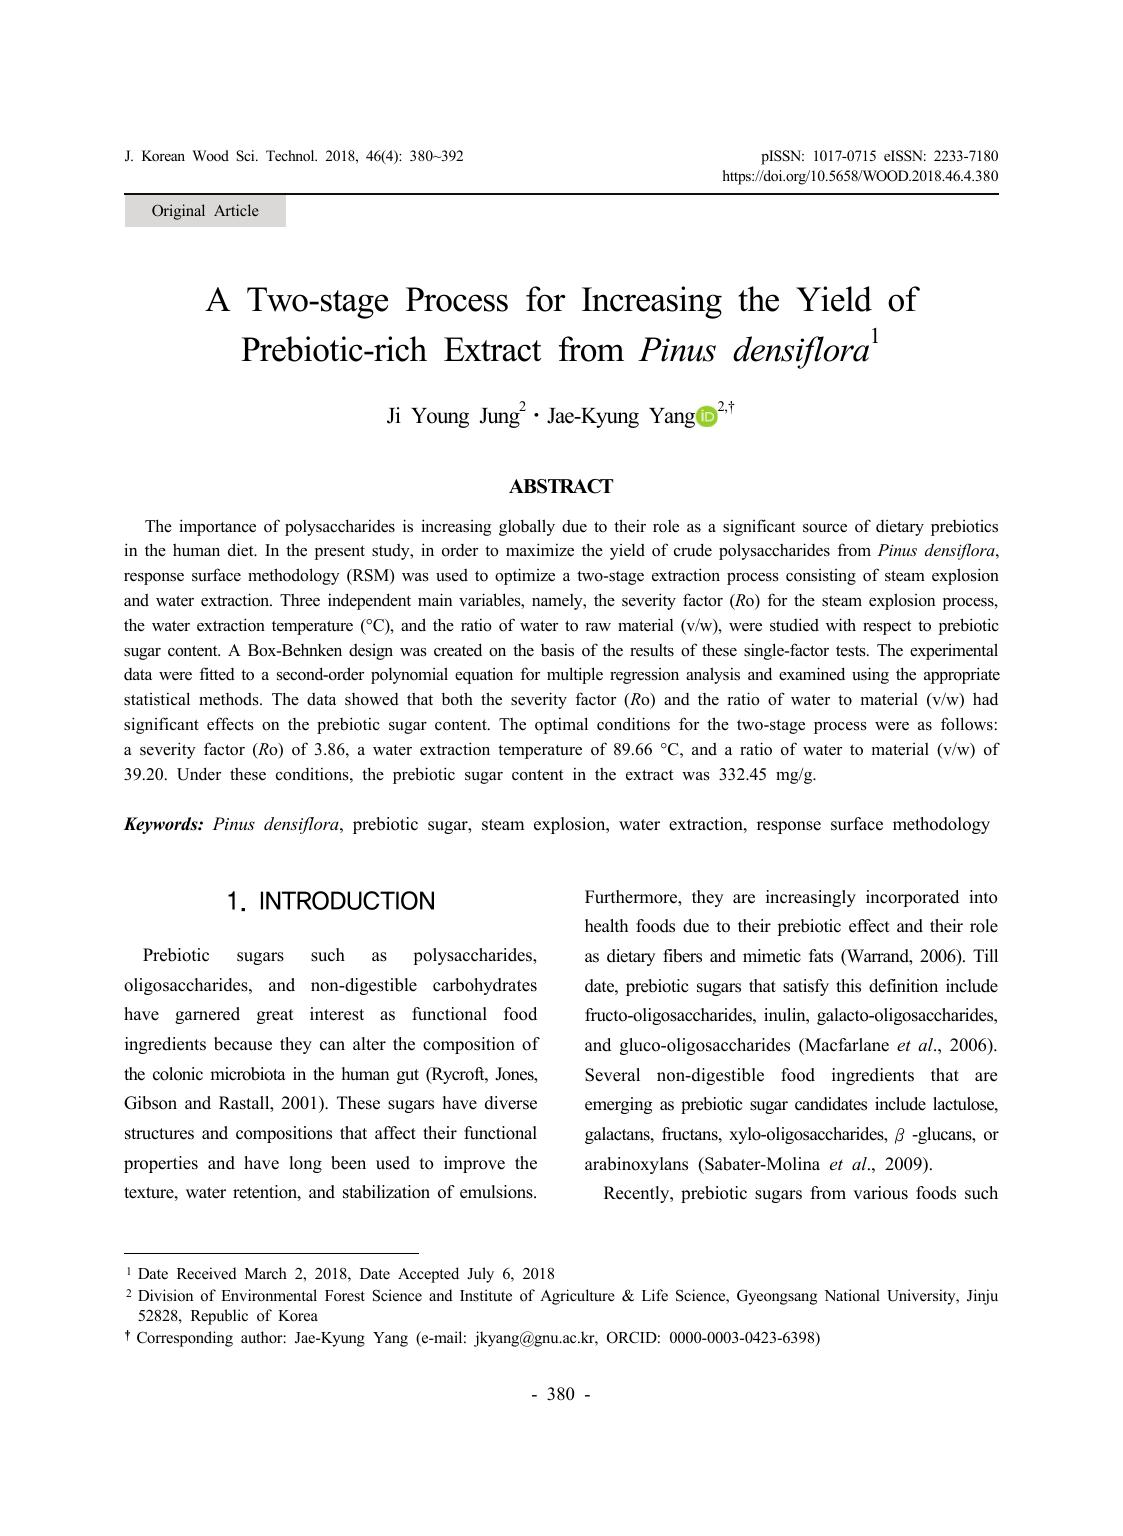 J. Korean Wood Sci. Technol. 2018, 46(4): 380~392
pISSN: 1017-0715 eISSN: 2233-7180
https://doi.org/10.5658/WOOD.2018.46.4.380
Original Article
A Two-stage Process for Increasing the Yield of
Prebiotic-rich Extract from Pinus densiflora1
Ji Young Jung2 · Jae-Kyung Yang iD 2,†
ABSTRACT
The importance of polysaccharides is increasing globally due to their role as a significant source of dietary prebiotics
in the human diet. In the present study, in order to maximize the yield of crude polysaccharides from Pinus densiflora,
response surface methodology (RSM) was used to optimize a two-stage extraction process consisting of steam explosion
and water extraction. Three independent main variables, namely, the severity factor (Ro) for the steam explosion process,
the water extraction temperature (°C), and the ratio of water to raw material (v/w), were studied with respect to prebiotic
sugar content. A Box-Behnken design was created on the basis of the results of these single-factor tests. The experimental
data were fitted to a second-order polynomial equation for multiple regression analysis and examined using the appropriate
statistical methods. The data showed that both the severity factor (Ro) and the ratio of water to material (v/w) had
significant effects on the prebiotic sugar content. The optimal conditions for the two-stage process were as follows:
a severity factor (Ro) of 3.86, a water extraction temperature of 89.66 °C, and a ratio of water to material (v/w) of
39.20. Under these conditions, the prebiotic sugar content in the extract was 332.45 mg/g.
Keywords: Pinus densiflora, prebiotic sugar, steam explosion, water extraction, response surface methodology
1. INTRODUCTION
Prebiotic sugars such as polysaccharides,
oligosaccharides, and non-digestible carbohydrates
have garnered great interest as functional food
ingredients because they can alter the composition of
the colonic microbiota in the human gut (Rycroft, Jones,
Gibson and Rastall, 2001). These sugars have diverse
structures and compositions that affect their functional
properties and have long been used to improve the
texture, water retention, and stabilization of emulsions.
Furthermore, they are increasingly incorporated into
health foods due to their prebiotic effect and their role
as dietary fibers and mimetic fats (Warrand, 2006). Till
date, prebiotic sugars that satisfy this definition include
fructo-oligosaccharides, inulin, galacto-oligosaccharides,
and gluco-oligosaccharides (Macfarlane et al., 2006).
Several non-digestible food ingredients that are
emerging as prebiotic sugar candidates include lactulose,
galactans, fructans, xylo-oligosaccharides, β -glucans, or
arabinoxylans (Sabater-Molina et al., 2009).
Recently, prebiotic sugars from various foods such
1 Date Received March 2, 2018, Date Accepted July 6, 2018
2 Division of Environmental Forest Science and Institute of Agriculture & Life Science, Gyeongsang National University, Jinju
52828, Republic of Korea
† Corresponding author: Jae-Kyung Yang (e-mail: jkyang@gnu.ac.kr, ORCID: 0000-0003-0423-6398)
- 380 -